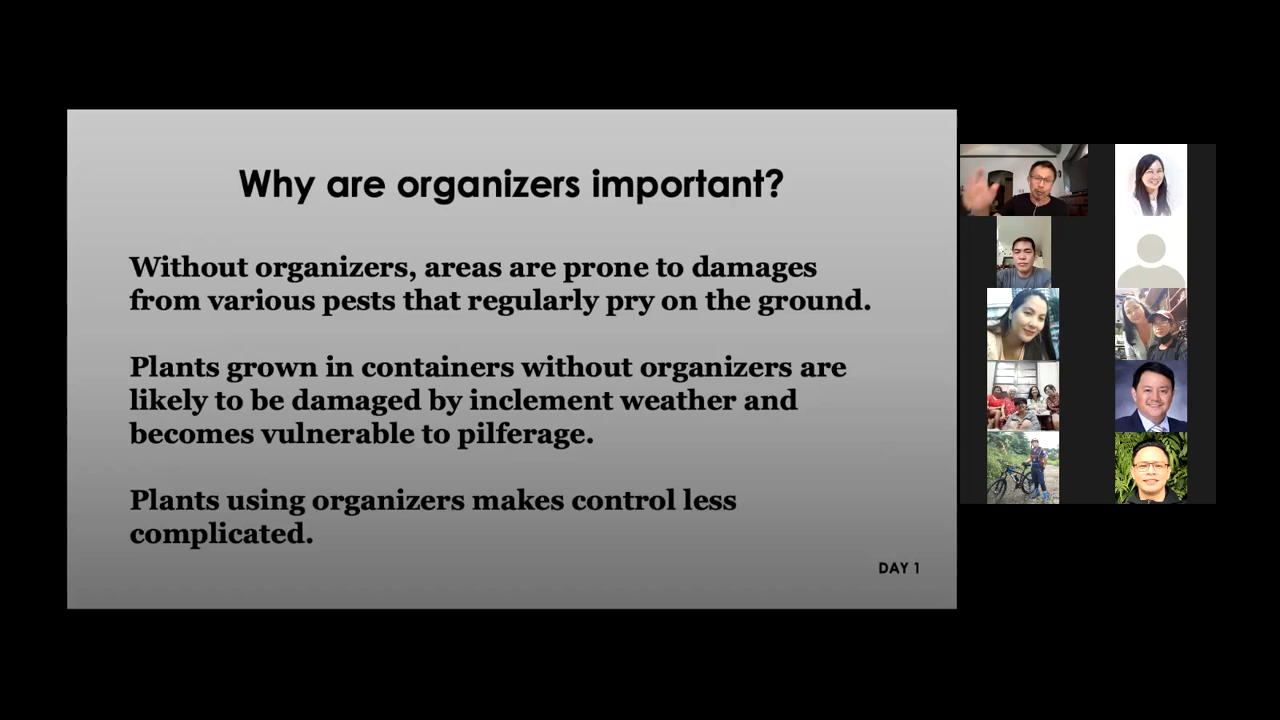 Why are organizers important?
Without organizers, areas are prone to damages
from various pests that regularly pry on the ground.
Plants grown in containers without organizers are
likely to be damaged by inclement weather and
becomes vulnerable to pilferage.
Plants using organizers makes control less
complicated.
DAY 1